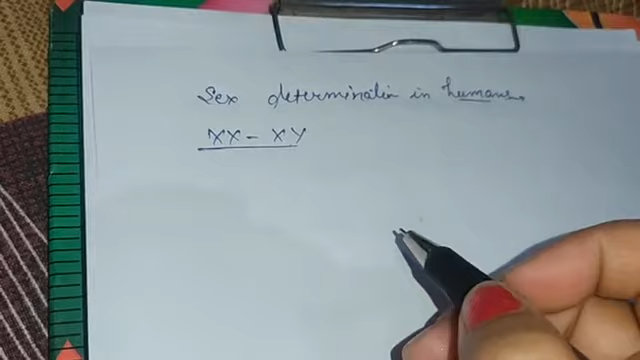 Sex determination in humans
XX - XY